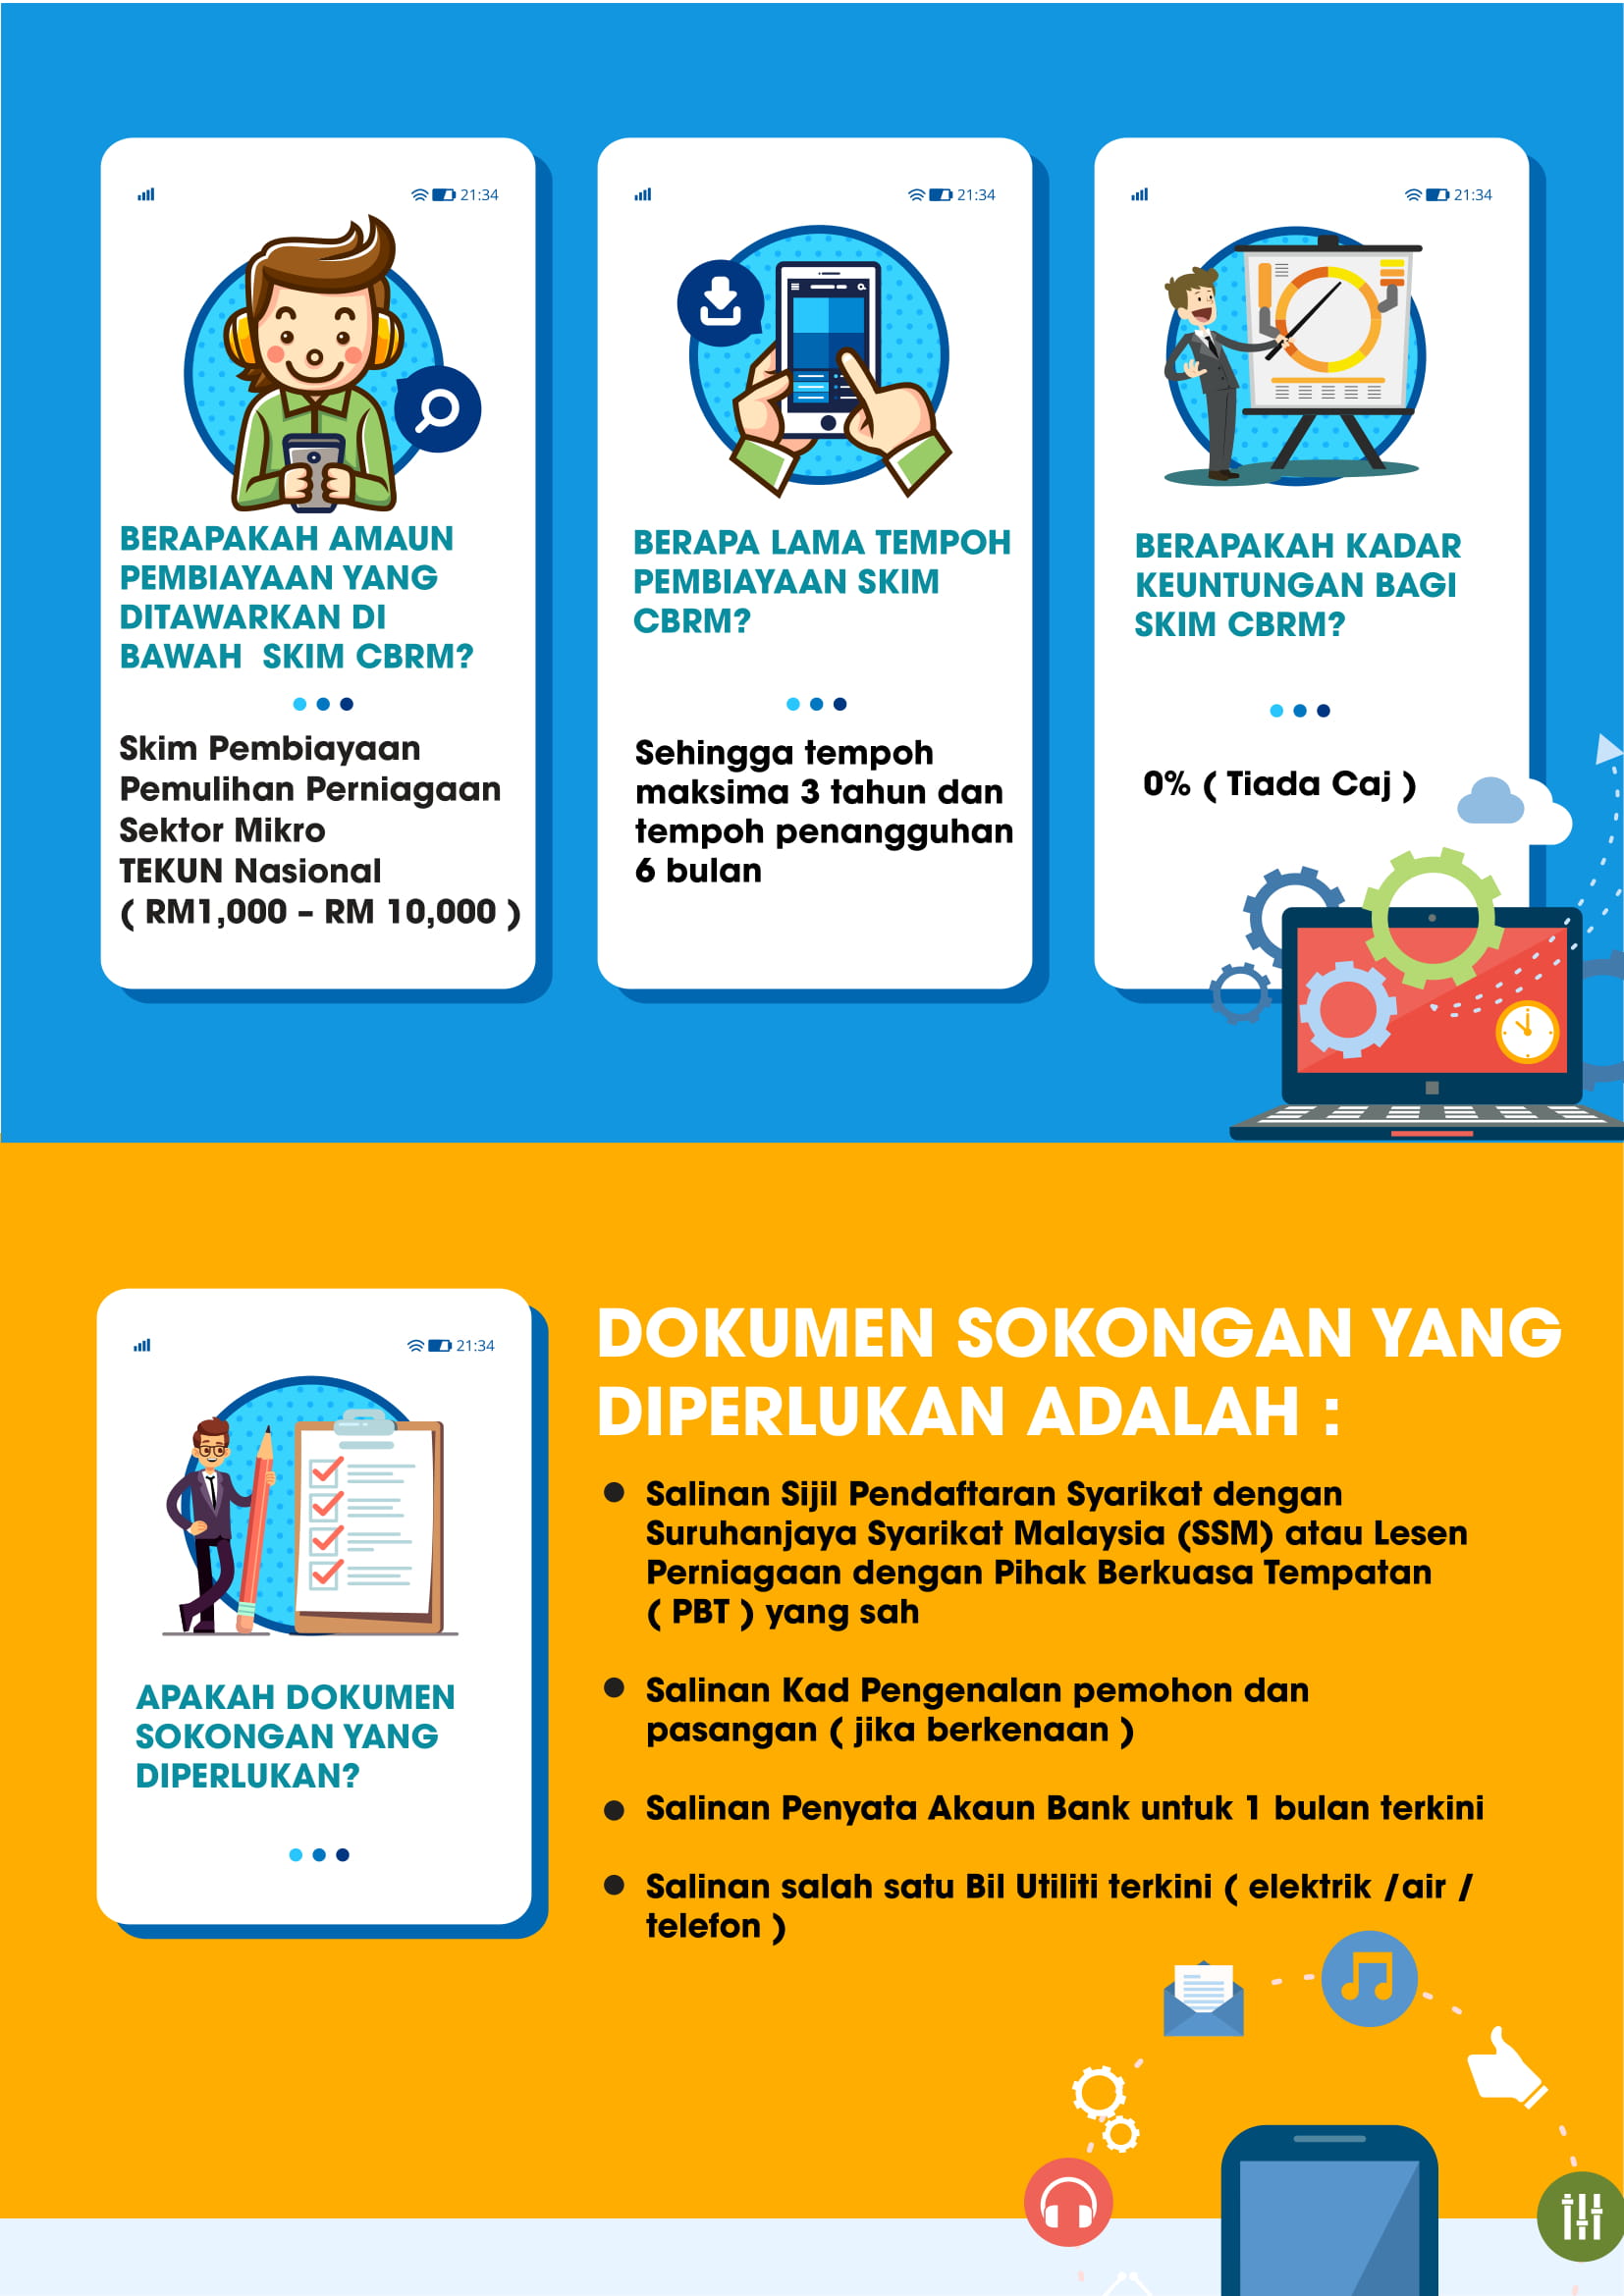 21:34
BERAPAKAH AMAUN
PEMBIAYAAN YANG
DITAWARKAN DI
BAWAH  SKIM CBRM?
Skim Pembiayaan
Pemulihan Perniagaan
Sektor Mikro
TEKUN Nasional
( RM1,000 – RM 10,000 )
21:34
BERAPA LAMA TEMPOH
PEMBIAYAAN SKIM
CBRM?
Sehingga tempoh
maksima 3 tahun dan
tempoh penangguhan
6 bulan
21:34
BERAPAKAH KADAR
KEUNTUNGAN BAGI
SKIM CBRM?
0% ( Tiada Caj )
21:34
APAKAH DOKUMEN
SOKONGAN YANG
DIPERLUKAN?
DOKUMEN SOKONGAN YANG
DIPERLUKAN ADALAH :
● Salinan Sijil Pendaftaran Syarikat dengan
Suruhanjaya Syarikat Malaysia (SSM) atau Lesen
Perniagaan dengan Pihak Berkuasa Tempatan
( PBT ) yang sah
● Salinan Kad Pengenalan pemohon dan
pasangan ( jika berkenaan )
● Salinan Penyata Akaun Bank untuk 1 bulan terkini
● Salinan salah satu Bil Utiliti terkini ( elektrik /air /
telefon )